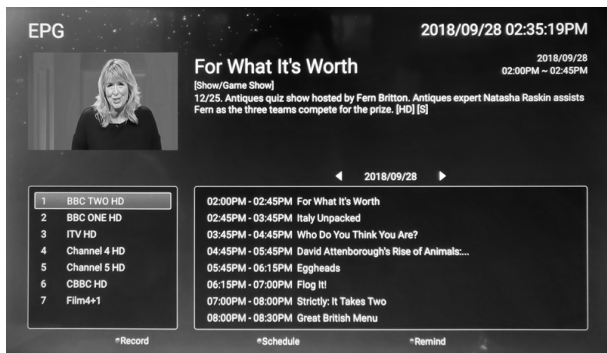 EPG
2018/09/28 02:35:19PM
For What It's Worth
2018/09/28
02:00PM ~ 02:45PM
[Show/Game Show]
12/25. Antiques quiz show hosted by Fern Britton. Antiques expert Natasha Raskin assists
Fern as the three teams compete for the prize. [HD] [S]
2018/09/28
1 BBC TWO HD
2 BBC ONE HD
3 ITV HD
4 Channel 4 HD
5 Channel 5 HD
6 CBBC HD
7 Film4+1
02:00PM - 02:45PM For What It's Worth
02:45PM - 03:45PM Italy Unpacked
03:45PM - 04:45PM Who Do You Think You Are?
04:45PM - 05:45PM David Attenborough's Rise of Animals:...
05:45PM - 06:15PM Eggheads
06:15PM - 07:00PM Flog It!
07:00PM - 08:00PM Strictly: It Takes Two
08:00PM - 08:30PM Great British Menu
Record
Schedule
Remind